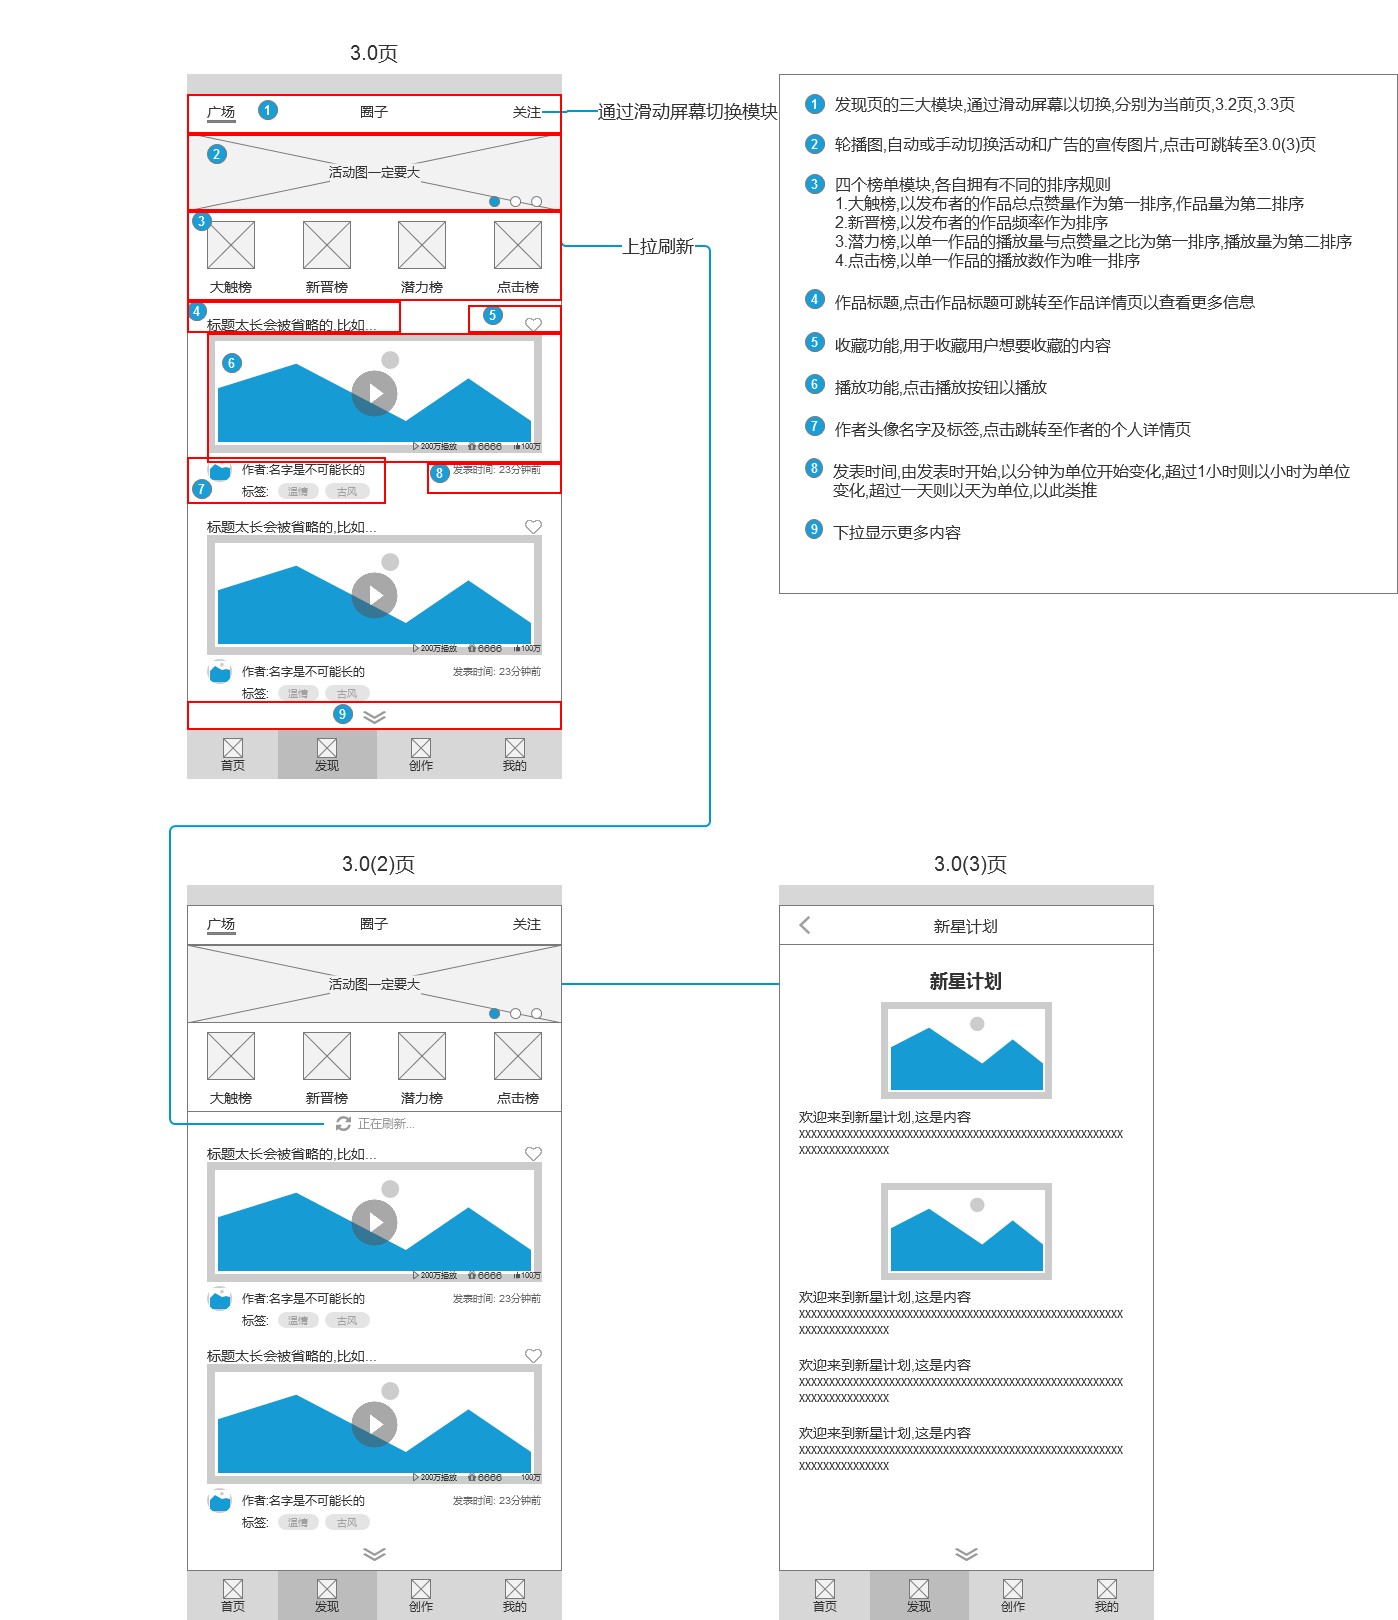 3.0页
广场
1
圈子
关注
通过滑动屏幕切换模块
2
活动图一定要大
3
大触榜
新晋榜
潜力榜
点击榜
上拉刷新
4
标题太长会被省略的,比如...
5
6
200万播放
6666
100万
7
作者:名字是不可能长的
标签:
温情
古风
8
发表时间: 23分钟前
标题太长会被省略的,比如...
200万播放
6666
100万
作者:名字是不可能长的
发表时间: 23分钟前
标签:
温情
古风
9
首页
发现
创作
我的
1 发现页的三大模块,通过滑动屏幕以切换,分别为当前页,3.2页,3.3页
2 轮播图,自动或手动切换活动和广告的宣传图片,点击可跳转至3.0(3)页
3 四个榜单模块,各自拥有不同的排序规则
1.大触榜,以发布者的作品总点赞量作为第一排序,作品量为第二排序
2.新晋榜,以发布者的作品频率作为排序
3.潜力榜,以单一作品的播放量与点赞量之比为第一排序,播放量为第二排序
4.点击榜,以单一作品的播放数作为唯一排序
4 作品标题,点击作品标题可跳转至作品详情页以查看更多信息
5 收藏功能,用于收藏用户想要收藏的内容
6 播放功能,点击播放按钮以播放
7 作者头像名字及标签,点击跳转至作者的个人详情页
8 发表时间,由发表时开始,以分钟为单位开始变化,超过1小时则以小时为单位
变化,超过一天则以天为单位,以此类推
9 下拉显示更多内容
3.0(2)页
广场
圈子
关注
活动图一定要大
大触榜
新晋榜
潜力榜
点击榜
正在刷新...
标题太长会被省略的,比如...
200万播放
6666
100万
作者:名字是不可能长的
发表时间: 23分钟前
标签:
温情
古风
标题太长会被省略的,比如...
200万播放
6666
100万
作者:名字是不可能长的
发表时间: 23分钟前
标签:
温情
古风
首页
发现
创作
我的
3.0(3)页
新星计划
新星计划
欢迎来到新星计划,这是内容
xxxxxxxxxxxxxxxxxxxxxxxxxxxxxxxxxxxxxxxxxxxxxxxxxxxxxx
xxxxxxxxxxxxxxx
欢迎来到新星计划,这是内容
xxxxxxxxxxxxxxxxxxxxxxxxxxxxxxxxxxxxxxxxxxxxxxxxxxxxxx
xxxxxxxxxxxxxxx
欢迎来到新星计划,这是内容
xxxxxxxxxxxxxxxxxxxxxxxxxxxxxxxxxxxxxxxxxxxxxxxxxxxxxx
xxxxxxxxxxxxxxx
欢迎来到新星计划,这是内容
xxxxxxxxxxxxxxxxxxxxxxxxxxxxxxxxxxxxxxxxxxxxxxxxxxxxxx
xxxxxxxxxxxxxxx
首页
发现
创作
我的